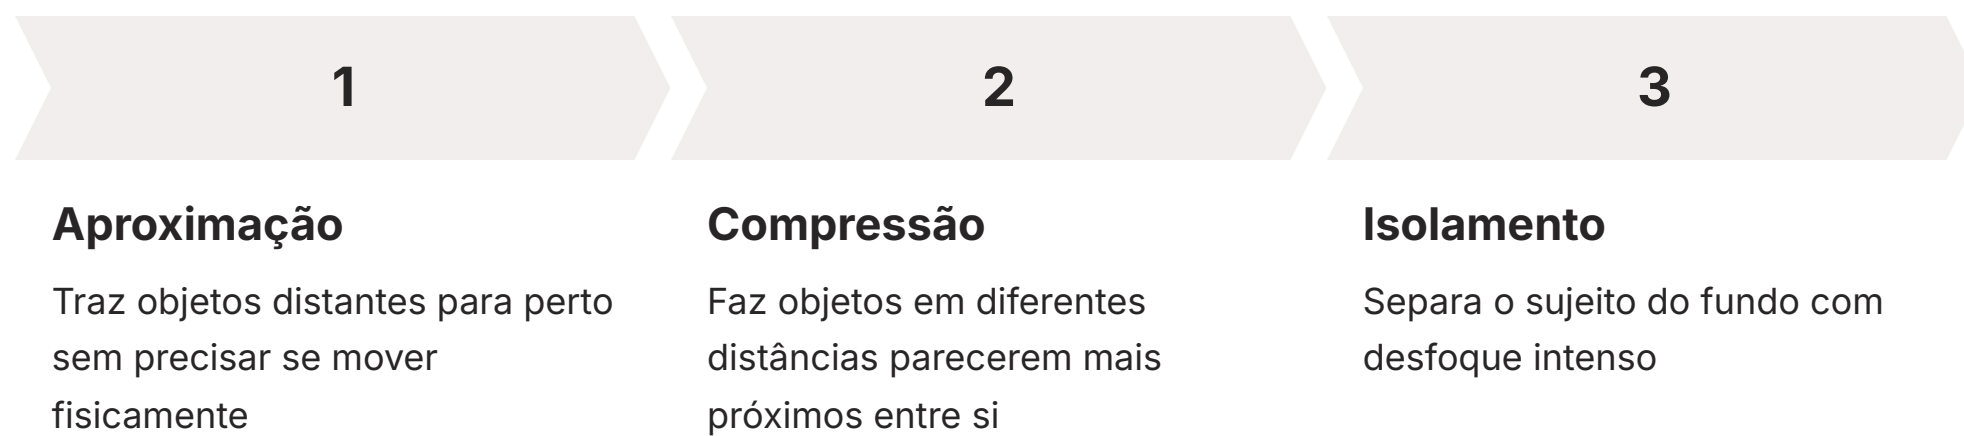 1
Aproximação
Traz objetos distantes para perto
sem precisar se mover
fisicamente
2
Compressão
Faz objetos em diferentes
distâncias parecerem mais
próximos entre si
3
Isolamento
Separa o sujeito do fundo com
desfoque intenso